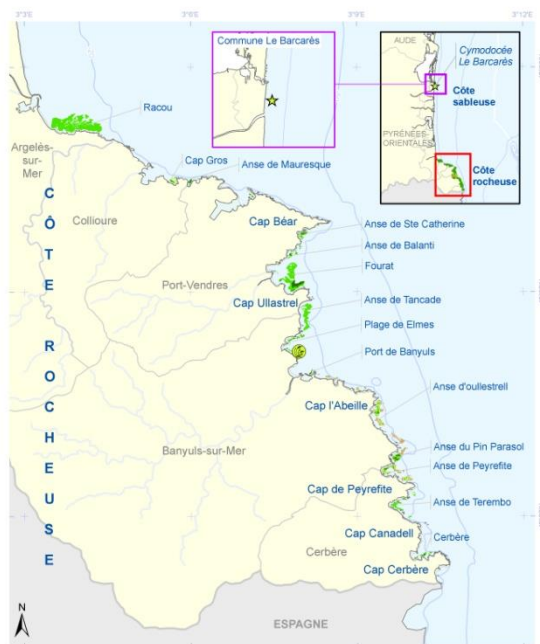 3°3'E
3°6'E
3°9'E
3°12'E
Commune Le Barcarès
AUDE
Cymodocée
Le Barcarès
Côte
sableuse
PYRÉNÉES-
ORIENTALES
Côte
rocheuse
Racou
Argelès-
sur-
Mer
Cap Gros
Anse de Mauresque
CÔTE ROCHEUSE
Collioure
Cap Béar
Anse de Ste Catherine
Anse de Balanti
Fourat
Port-Vendres
Cap Ullastrel
Anse de Tancade
Plage de Elmes
Port de Banyuls
Anse d'oullestrell
Cap l'Abeille
Banyuls-sur-Mer
Anse du Pin Parasol
Anse de Peyrefite
Cap de Peyrefite
Anse de Terembo
Cap Canadell
Cerbère
Cerbère
Cap Cerbère
N
ESPAGNE